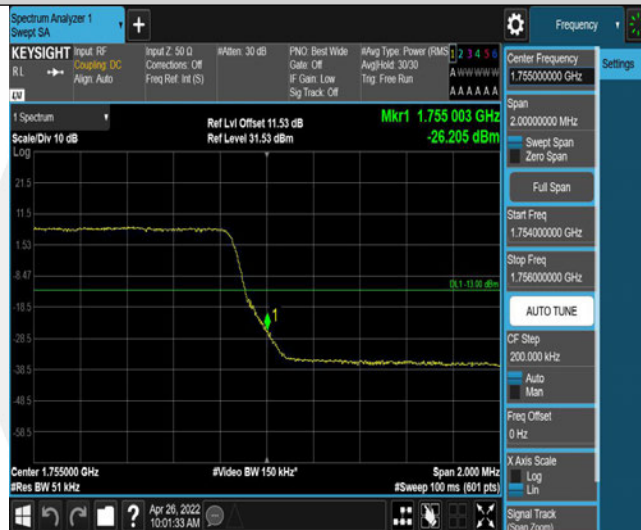 Spectrum Analyzer 1
Swept SA
Frequency
KEYSIGHT
Input: RF
Coupling: DC
Align: Auto
Input Z: 50 Ω
Corrections: Off
Freq Ref: Int (S)
#Atten: 30 dB
PNO: Best Wide
Gate: Off
IF Gain: Low
Sig Track: Off
#Avg Type: Power (RMS
Avg|Hold: 30/30
Trig: Free Run
1 2 3 4 5 6
A W W W W W
A A A A A A
R L
LXI
1 Spectrum
Scale/Div 10 dB
Log
Ref Lvl Offset 11.53 dB
Ref Level 31.53 dBm
Mkr1 1.755 003 GHz
-26.205 dBm
21.5
11.5
1.53
-8.47
-18.5
-28.5
-38.5
-48.5
-58.5
DL1 -13.00 dBm
1
Center 1.755000 GHz
#Res BW 51 kHz
#Video BW 150 kHz*
Span 2.000 MHz
#Sweep 100 ms (601 pts)
Center Frequency
1.755000000 GHz
Settings
Span
2.00000000 MHz
Swept Span
Zero Span
Full Span
Start Freq
1.754000000 GHz
Stop Freq
1.756000000 GHz
AUTO TUNE
CF Step
200.000 kHz
Auto
Man
Freq Offset
0 Hz
X Axis Scale
Log
Lin
Signal Track
(Span Zoom)
?
Apr 26, 2022
10:01:33 AM